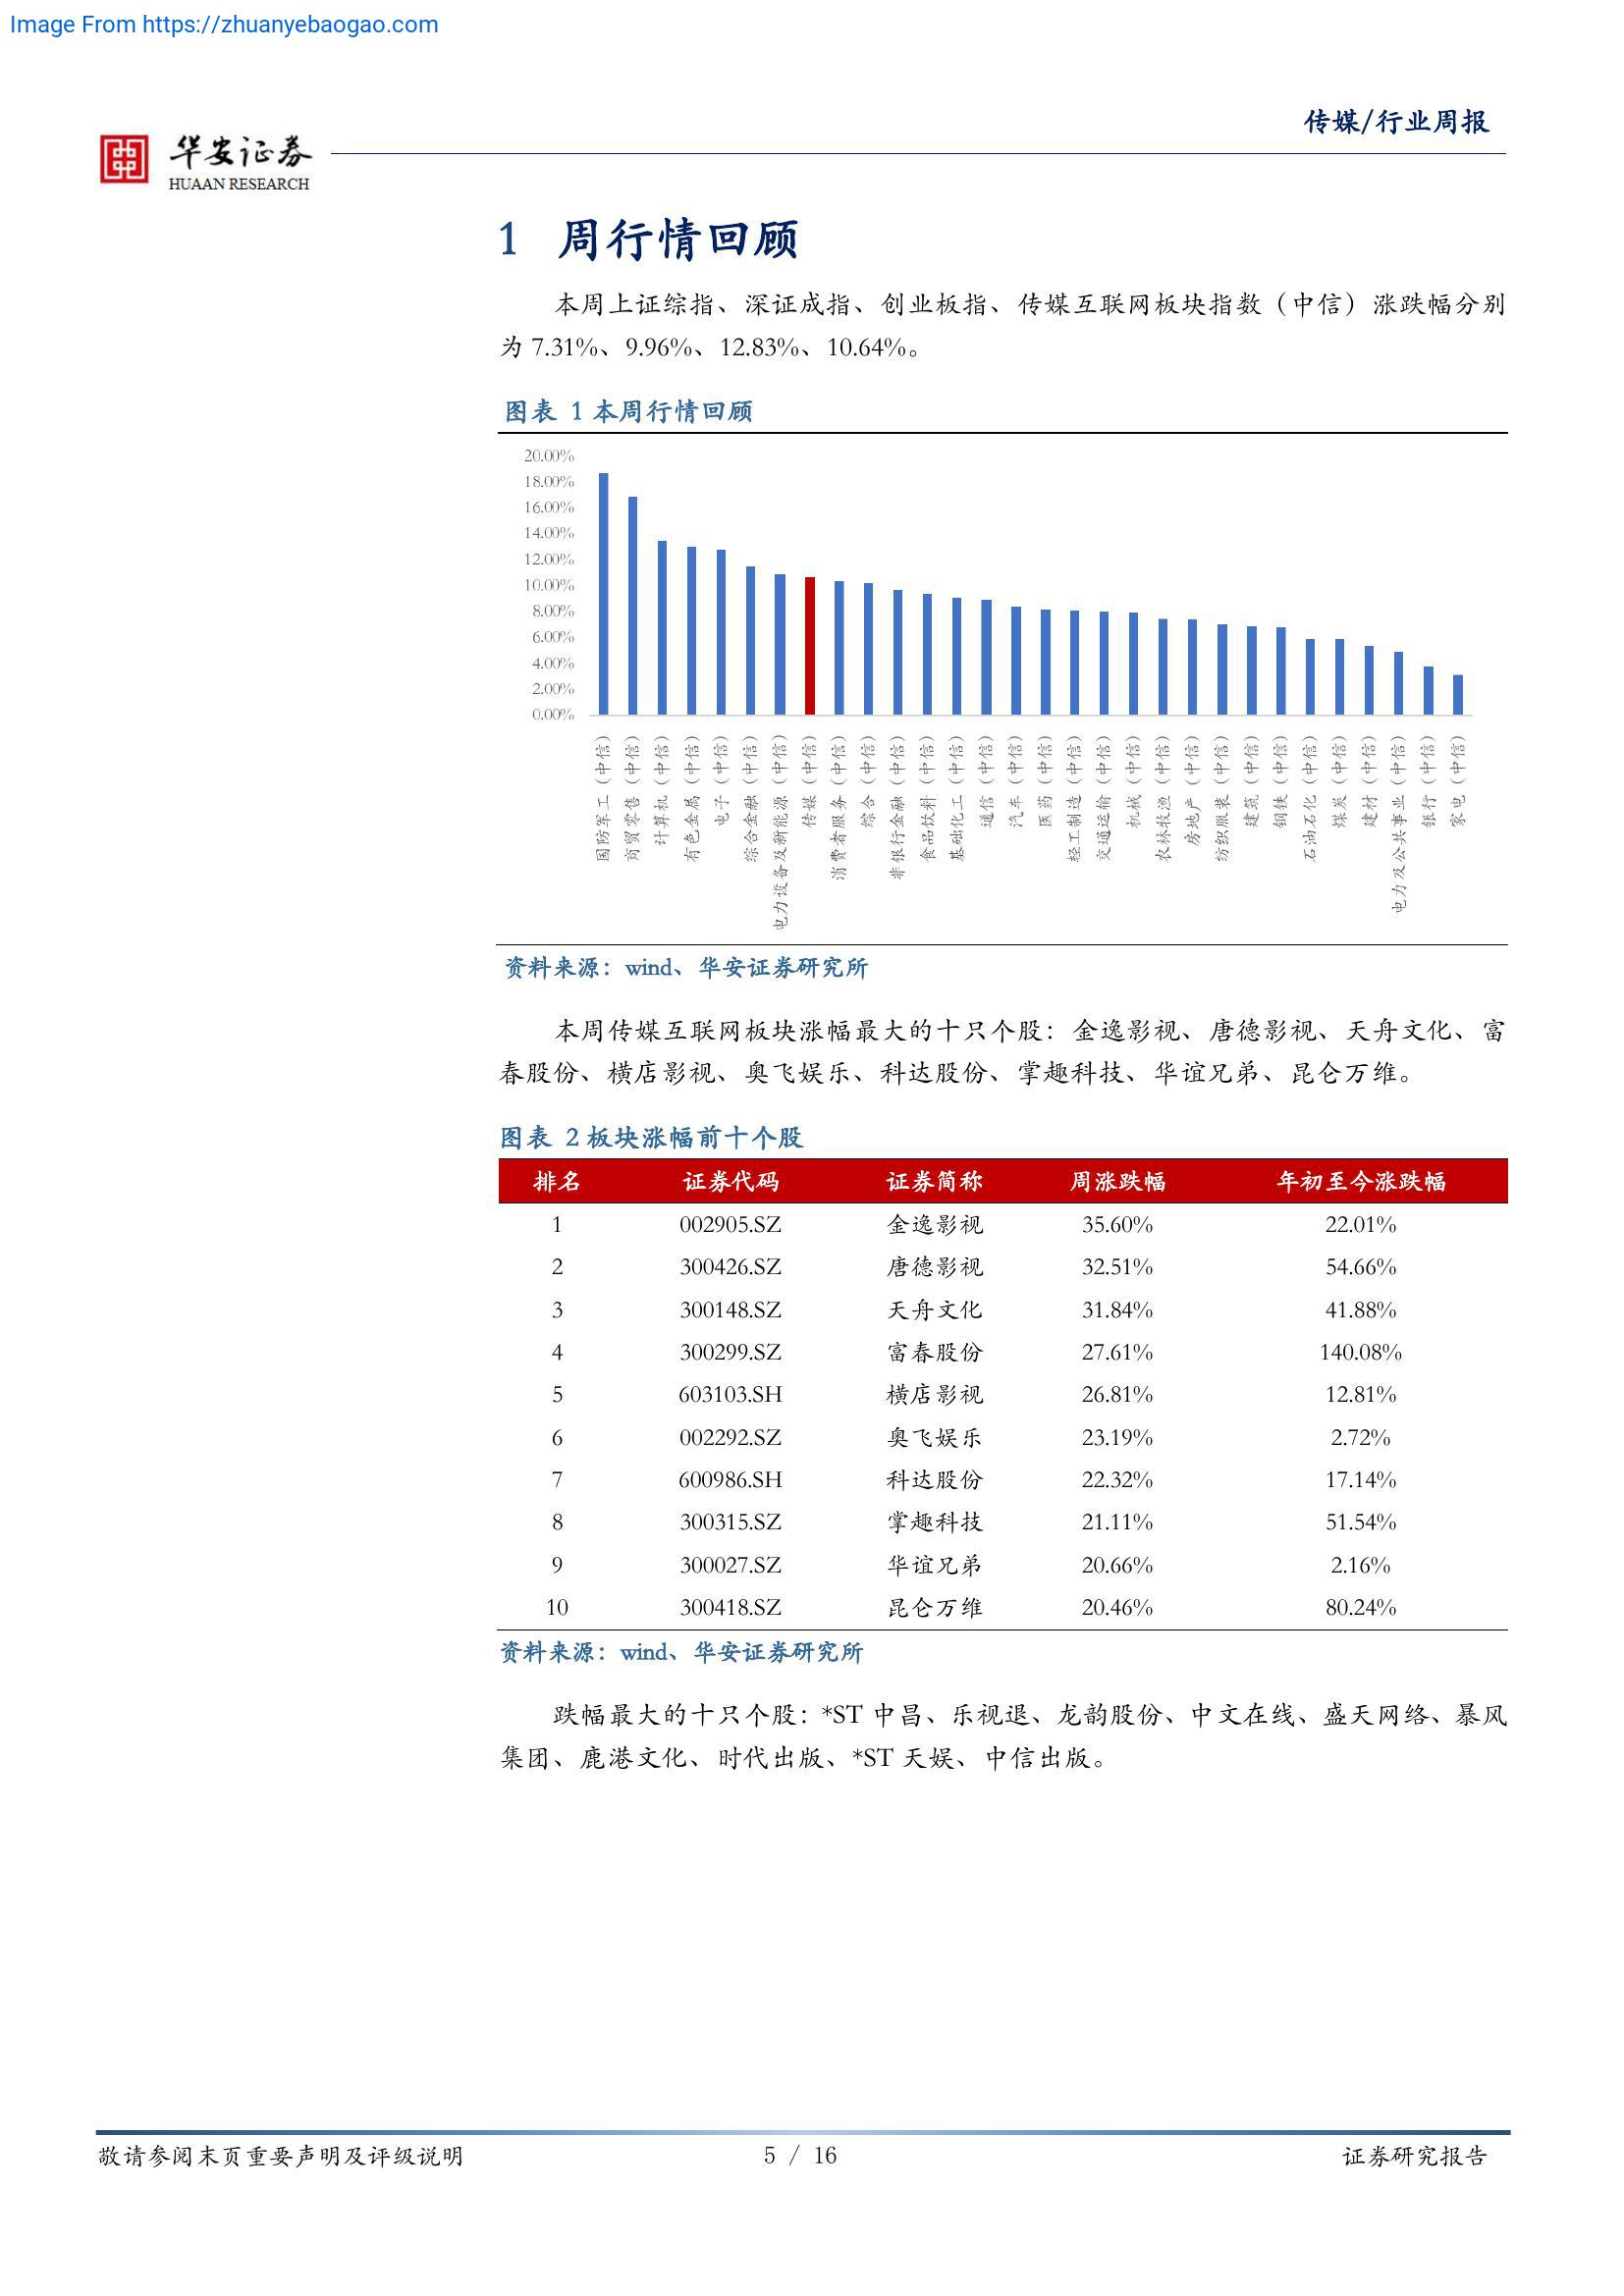 Image From https://zhuanyebaogao.com
传媒/行业周报
华安证券
HUAAN RESEARCH
1 周行情回顾
本周上证综指、深证成指、创业板指、传媒互联网板块指数（中信）涨跌幅分别
为 7.31%、9.96%、12.83%、10.64%。
图表 1 本周行情回顾
20.00%
18.00%
16.00%
14.00%
12.00%
10.00%
8.00%
6.00%
4.00%
2.00%
0.00%
国防军工（中信）
商贸零售（中信）
计算机（中信）
有色金属（中信）
电子（中信）
综合金融（中信）
电力设备及新能源（中信）
传媒（中信）
消费者服务（中信）
综合（中信）
非银行金融（中信）
食品饮料（中信）
基础化工（中信）
通信（中信）
汽车（中信）
医药（中信）
轻工制造（中信）
交通运输（中信）
机械（中信）
农林牧渔（中信）
房地产（中信）
纺织服装（中信）
建筑（中信）
钢铁（中信）
石油石化（中信）
煤炭（中信）
建材（中信）
电力及公共事业（中信）
银行（中信）
家电（中信）
资料来源：wind、华安证券研究所
本周传媒互联网板块涨幅最大的十只个股：金逸影视、唐德影视、天舟文化、富
春股份、横店影视、奥飞娱乐、科达股份、掌趣科技、华谊兄弟、昆仑万维。
图表 2 板块涨幅前十个股
排名 证券代码 证券简称 周涨跌幅 年初至今涨跌幅
1 002905.SZ 金逸影视 35.60% 22.01%
2 300426.SZ 唐德影视 32.51% 54.66%
3 300148.SZ 天舟文化 31.84% 41.88%
4 300299.SZ 富春股份 27.61% 140.08%
5 603103.SH 横店影视 26.81% 12.81%
6 002292.SZ 奥飞娱乐 23.19% 2.72%
7 600986.SH 科达股份 22.32% 17.14%
8 300315.SZ 掌趣科技 21.11% 51.54%
9 300027.SZ 华谊兄弟 20.66% 2.16%
10 300418.SZ 昆仑万维 20.46% 80.24%
资料来源：wind、华安证券研究所
跌幅最大的十只个股：*ST 中昌、乐视退、龙韵股份、中文在线、盛天网络、暴风
集团、鹿港文化、时代出版、*ST 天娱、中信出版。
敬请参阅末页重要声明及评级说明 5 / 16 证券研究报告